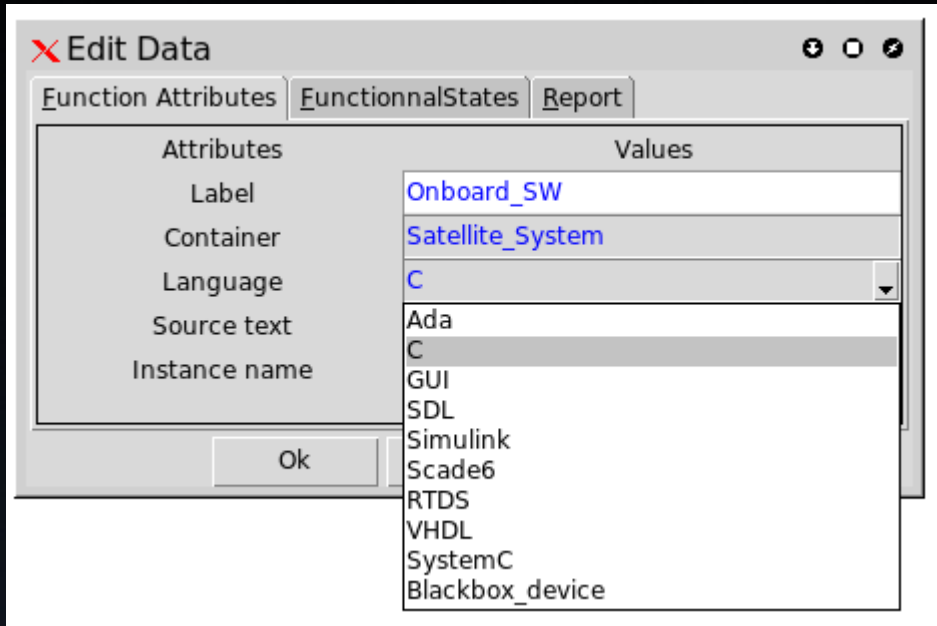 Edit Data
Function Attributes FunctionnalStates Report
Attributes Values
Label Onboard_SW
Container Satellite_System
Language C
Source text
Instance name
Ada
C
GUI
SDL
Simulink
Scade6
RTDS
VHDL
SystemC
Blackbox_device
Ok